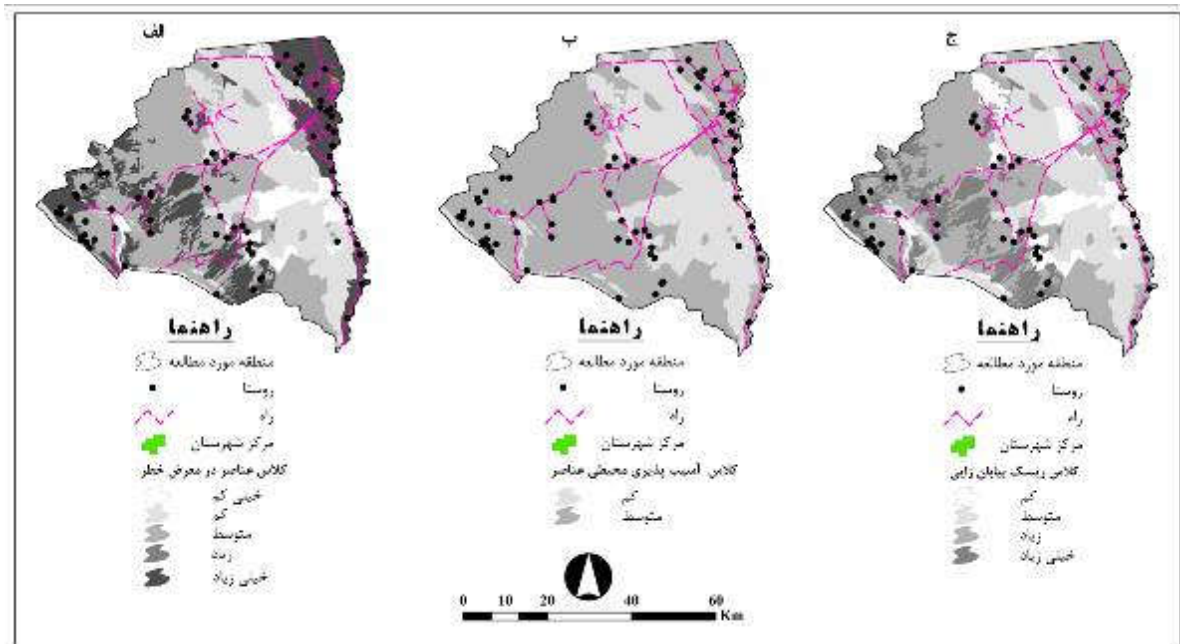 الف
ب
ج
راهنما
منطقه مورد مطالعه
روستا
راه
مرکز شهرستان
کلاس عناصر در معرض خطر
خیلی کم
کم
متوسط
زیاد
خیلی زیاد
راهنما
منطقه مورد مطالعه
روستا
راه
مرکز شهرستان
کلاس آسیب پذیری محیطی عناصر
کم
متوسط
راهنما
منطقه مورد مطالعه
روستا
راه
مرکز شهرستان
کلاس ریسک بیابان زایی
کم
متوسط
زیاد
خیلی زیاد
0 10 20 40 60
Km